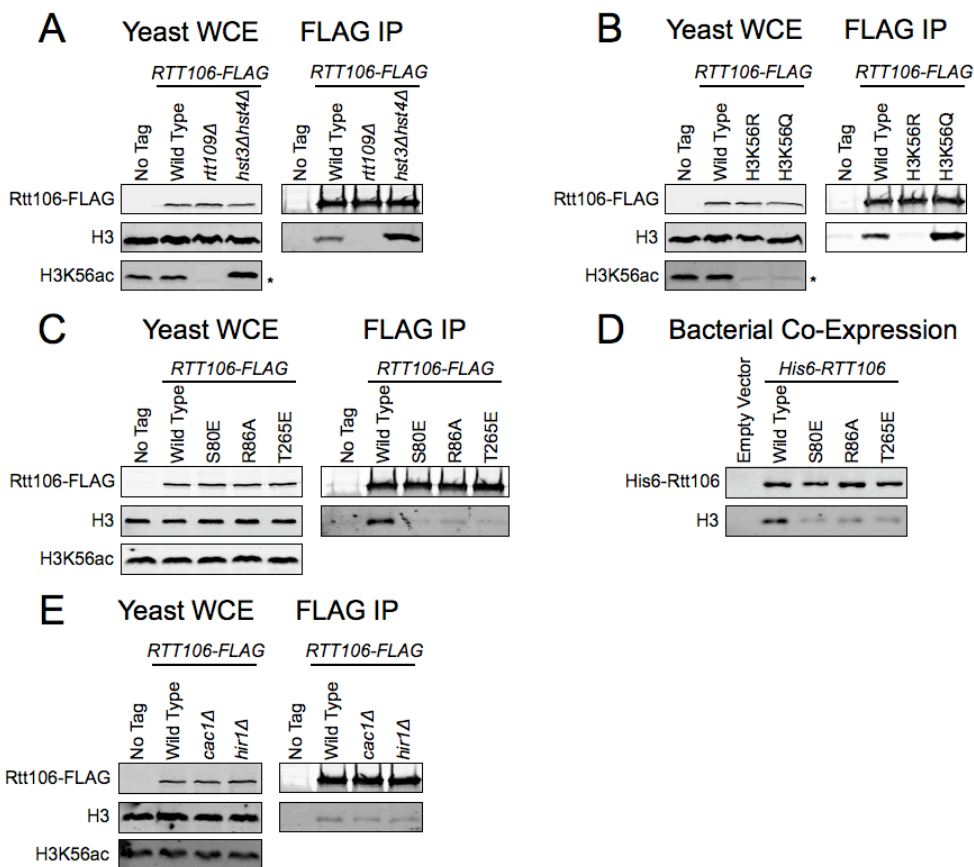 A Yeast WCE FLAG IP
RTT106-FLAG RTT106-FLAG
No Tag Wild Type rtt109Δ hst3Δhst4Δ No Tag Wild Type rtt109Δ hst3Δhst4Δ
Rtt106-FLAG
H3
H3K56ac *
B Yeast WCE FLAG IP
RTT106-FLAG RTT106-FLAG
No Tag Wild Type H3K56R H3K56Q No Tag Wild Type H3K56R H3K56Q
Rtt106-FLAG
H3
H3K56ac *
C Yeast WCE FLAG IP
RTT106-FLAG RTT106-FLAG
No Tag Wild Type S80E R86A T265E No Tag Wild Type S80E R86A T265E
Rtt106-FLAG
H3
H3K56ac
D Bacterial Co-Expression
His6-RTT106
Empty Vector Wild Type S80E R86A T265E
His6-Rtt106
H3
E Yeast WCE FLAG IP
RTT106-FLAG RTT106-FLAG
No Tag Wild Type cac1Δ hir1Δ No Tag Wild Type cac1Δ hir1Δ
Rtt106-FLAG
H3
H3K56ac